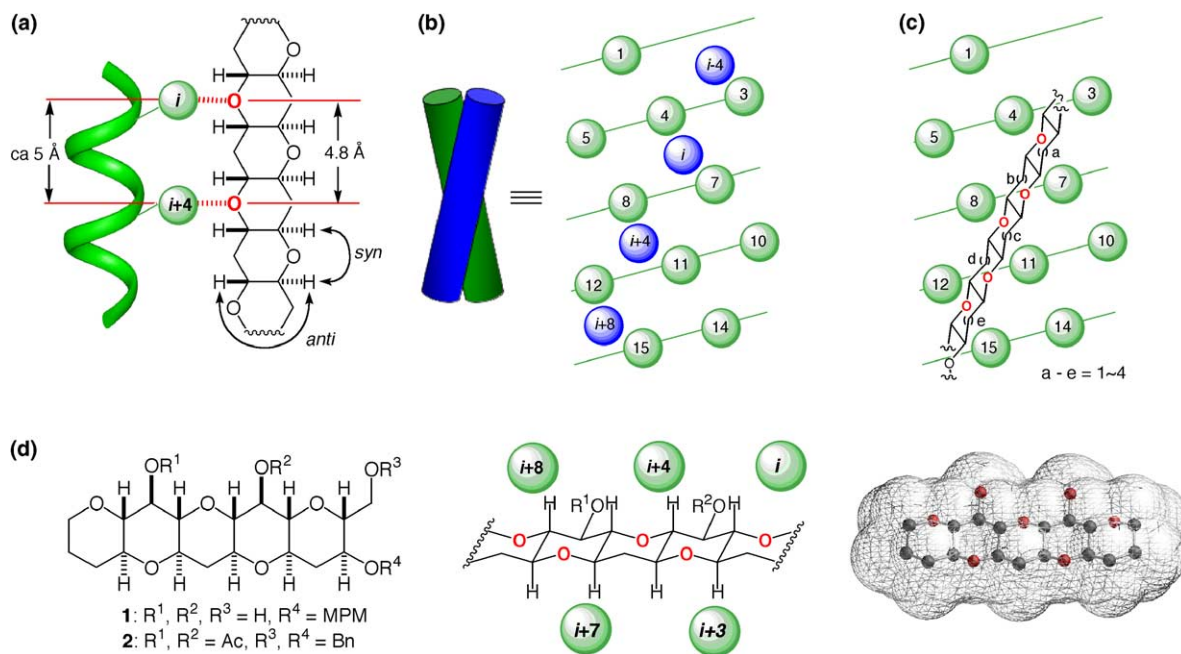 (a)
O
H H
i O
H H
ca 5 Å O 4.8 Å
H H
i+4 O
H H
O syn
H H
O
anti
(b)
1
i-4
3
4
5
i
7
8
i+4
10
11
12
i+8
14
15
(c)
1
3
4
5
O
a
b
7
8
O
c
10
11
d
O
12
O
e
14
15
O
a - e = 1~4
(d)
OR¹ OR² OR³
H H H H H
O O O
O O OR⁴
H H H H H
1: R¹, R², R³ = H, R⁴ = MPM
2: R¹, R² = Ac, R³, R⁴ = Bn
i+8 i+4 i
H R¹O H R²O H
O O O
O O
H H H H
i+7 i+3